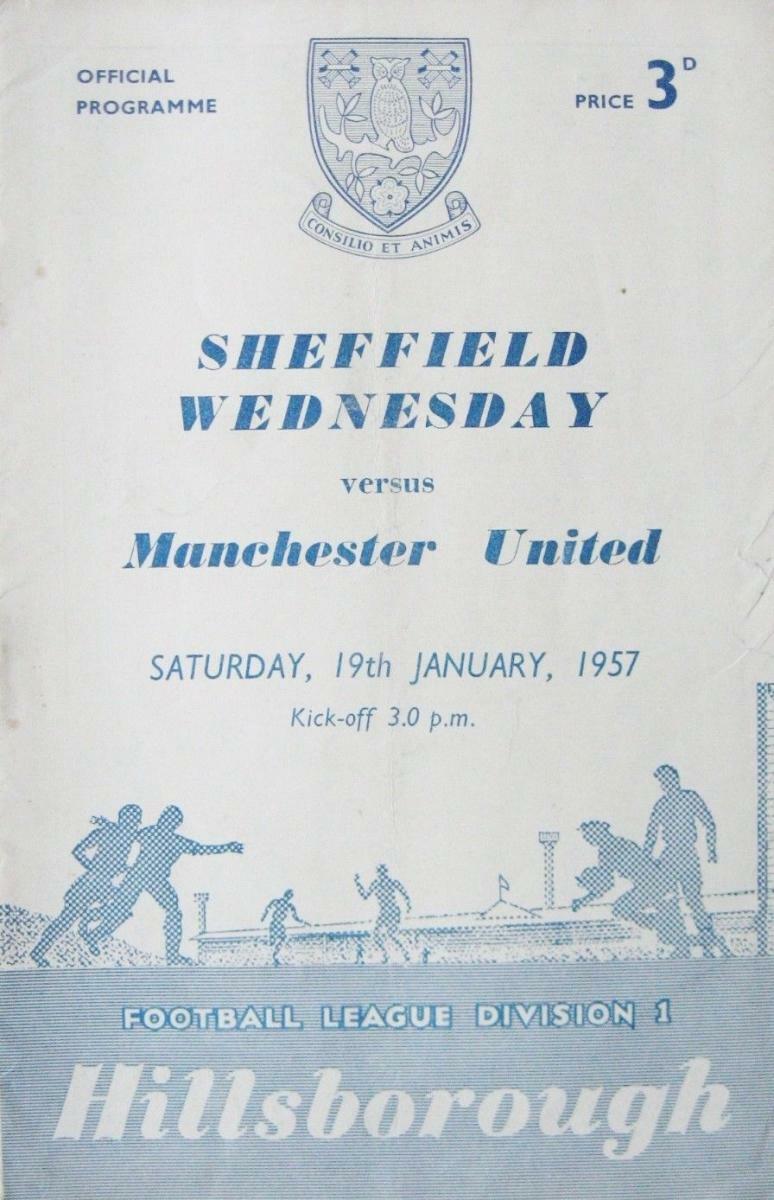 OFFICIAL
PROGRAMME
PRICE 3D
CONSILIO ET ANIMIS
SHEFFIELD
WEDNESDAY
versus
Manchester United
SATURDAY, 19th JANUARY, 1957
Kick-off 3.0 p.m.
FOOTBALL LEAGUE DIVISION 1
Hillsborough